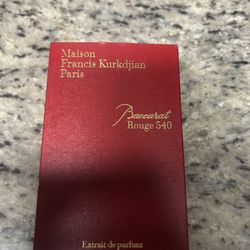 Maison
Francis Kurkdjian
Paris
Baccarat
Rouge 540
Extrait de parfum